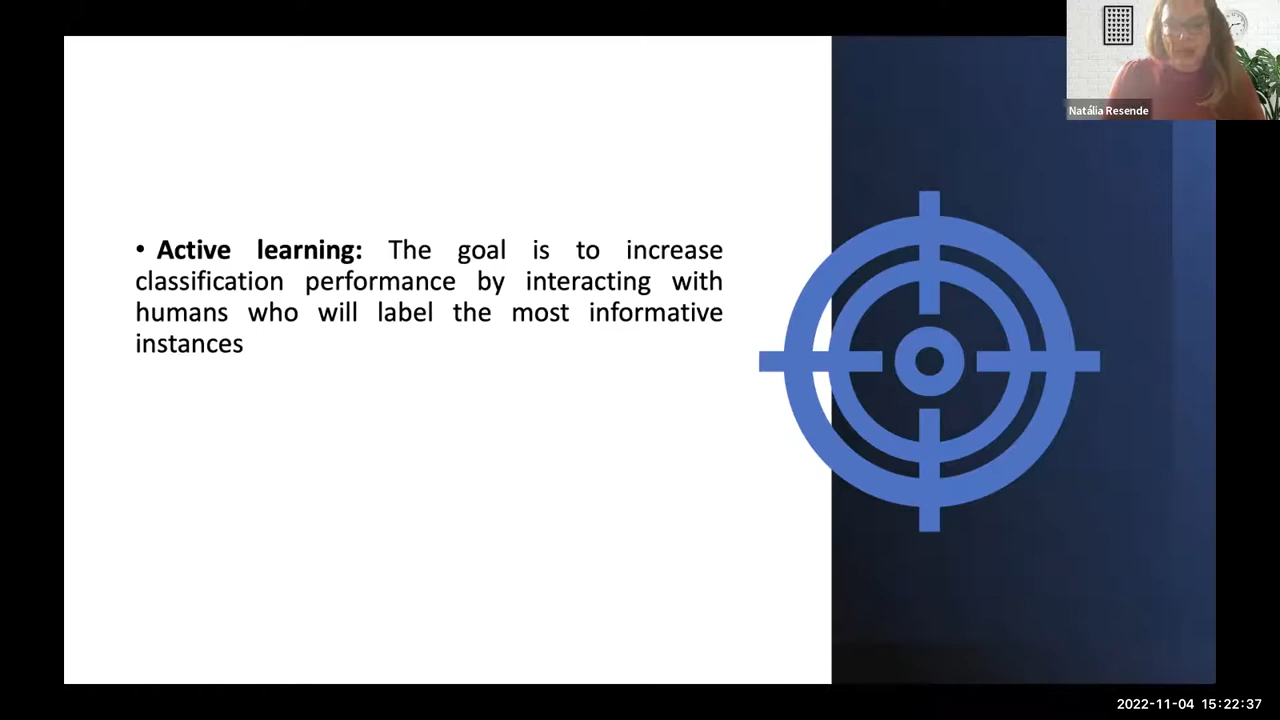 Natália Resende
• Active learning: The goal is to increase
classification performance by interacting with
humans who will label the most informative
instances
2022-11-04 15:22:37